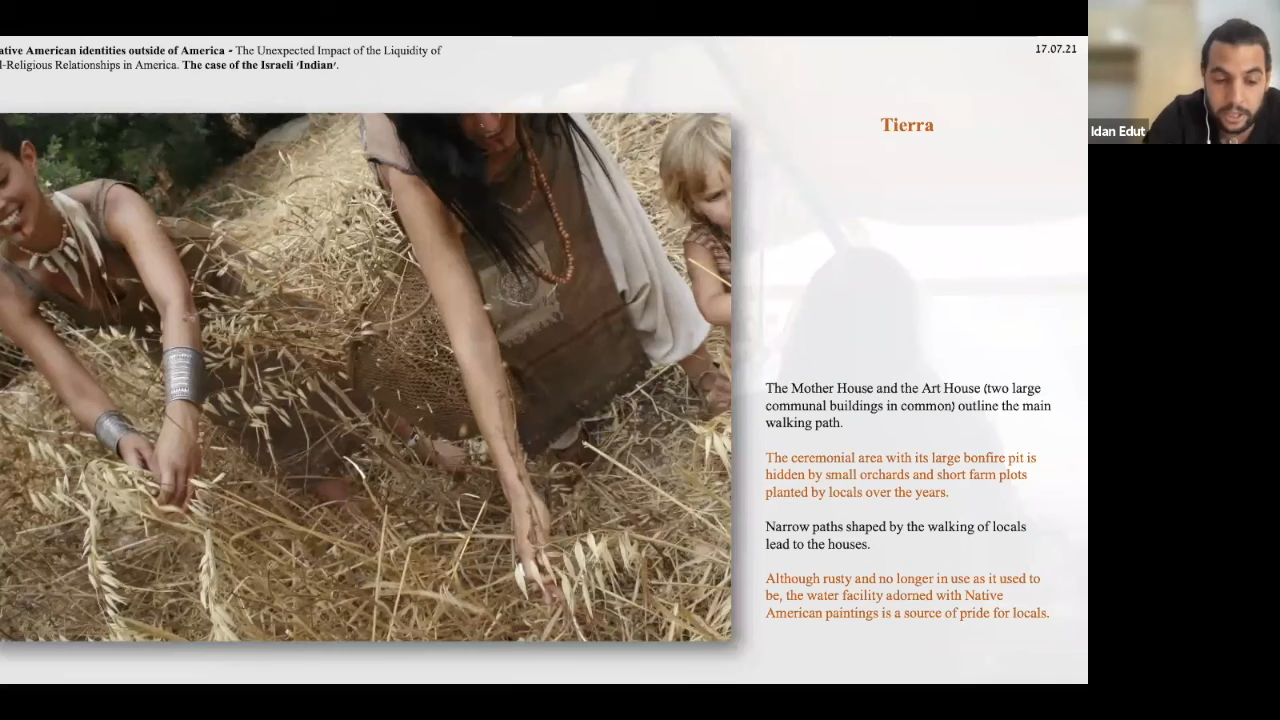 ative American identities outside of America - The Unexpected Impact of the Liquidity of
l-Religious Relationships in America. The case of the Israeli 'Indian'.
17.07.21
Tierra
Idan Edut
The Mother House and the Art House (two large
communal buildings in common) outline the main
walking path.
The ceremonial area with its large bonfire pit is
hidden by small orchards and short farm plots
planted by locals over the years.
Narrow paths shaped by the walking of locals
lead to the houses.
Although rusty and no longer in use as it used to
be, the water facility adorned with Native
American paintings is a source of pride for locals.